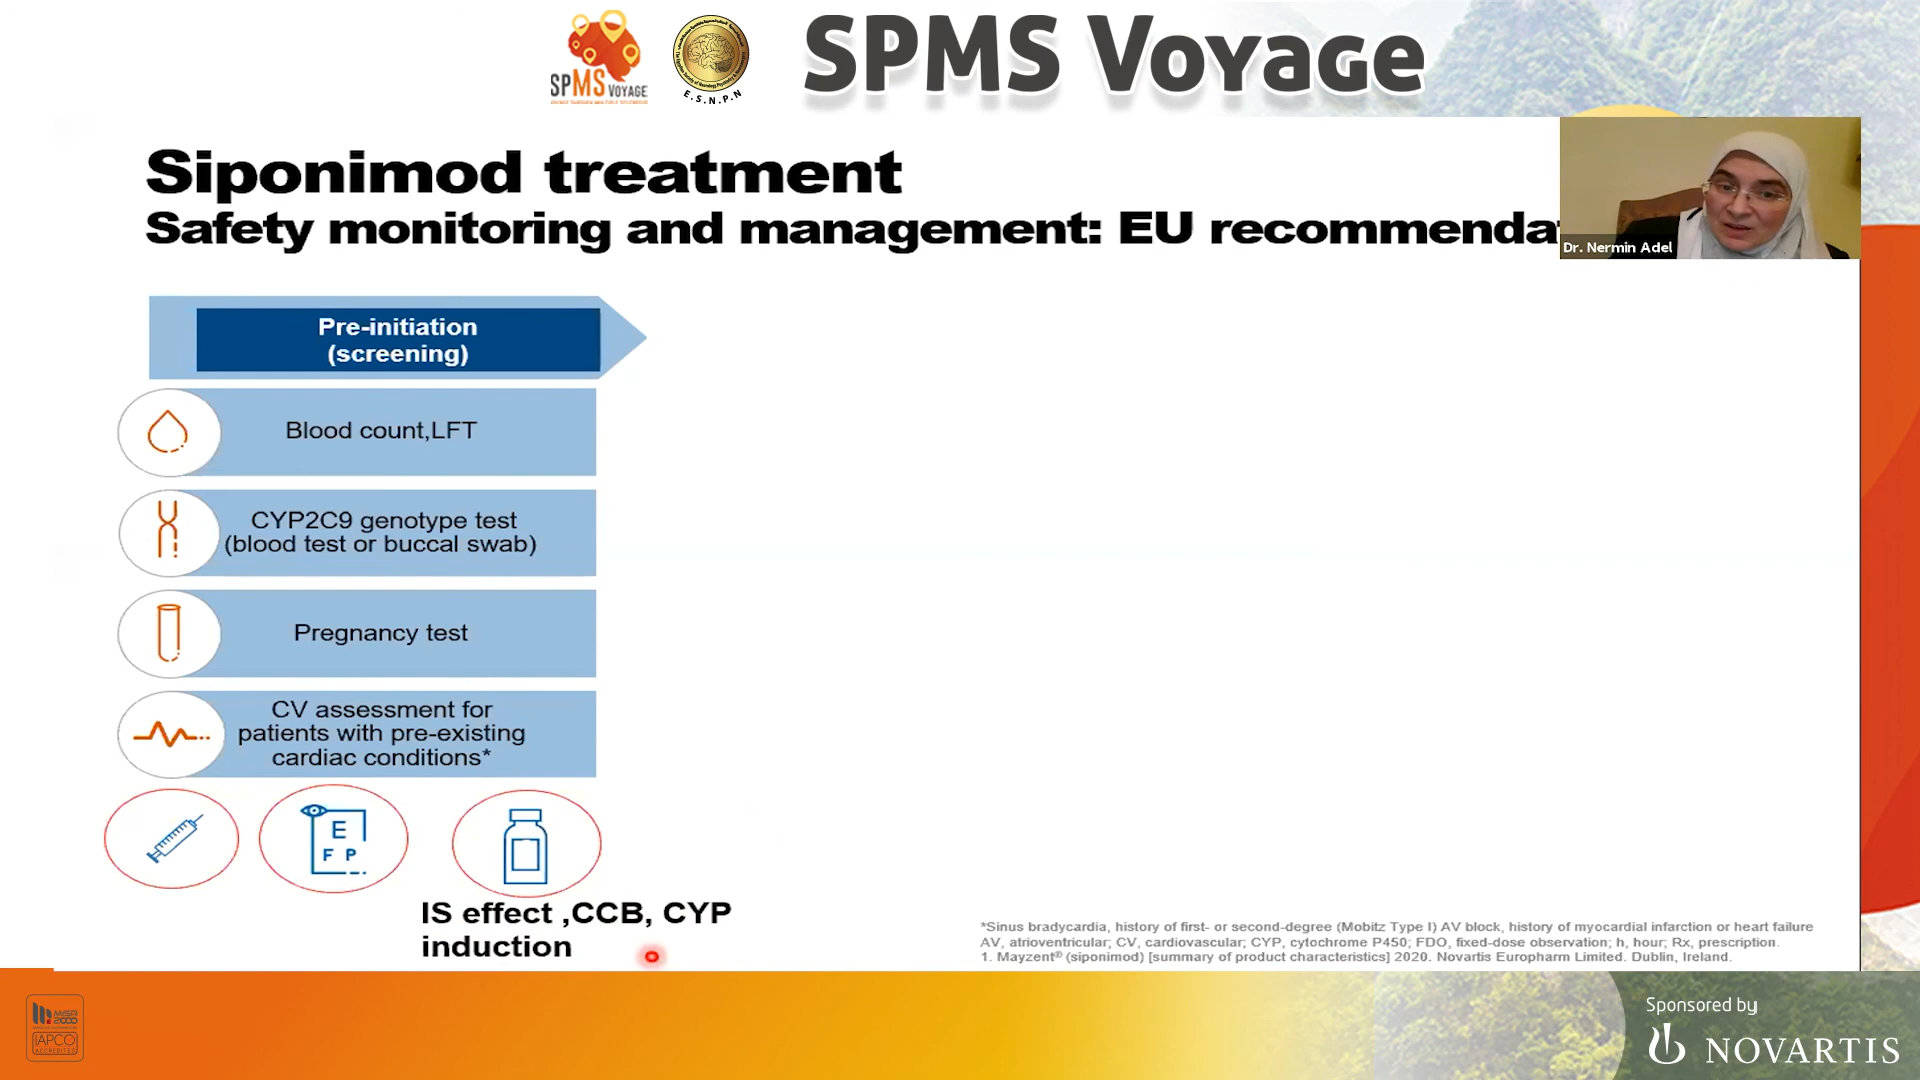 SPMS VOYAGE
E.S.N.P.N
SPMS Voyage
Siponimod treatment
Safety monitoring and management: EU recommenda
Dr. Nermin Adel
Pre-initiation
(screening)
Blood count,LFT
CYP2C9 genotype test
(blood test or buccal swab)
Pregnancy test
CV assessment for
patients with pre-existing
cardiac conditions*
E
F P
IS effect ,CCB, CYP
induction
*Sinus bradycardia, history of first- or second-degree (Mobitz Type I) AV block, history of myocardial infarction or heart failure
AV, atrioventricular; CV, cardiovascular; CYP, cytochrome P450; FDO, fixed-dose observation; h, hour; Rx, prescription.
1. Mayzent® (siponimod) [summary of product characteristics] 2020. Novartis Europharm Limited. Dublin, Ireland.
MISR
2000
IAPCO
ACCREDITED
Sponsored by
NOVARTIS